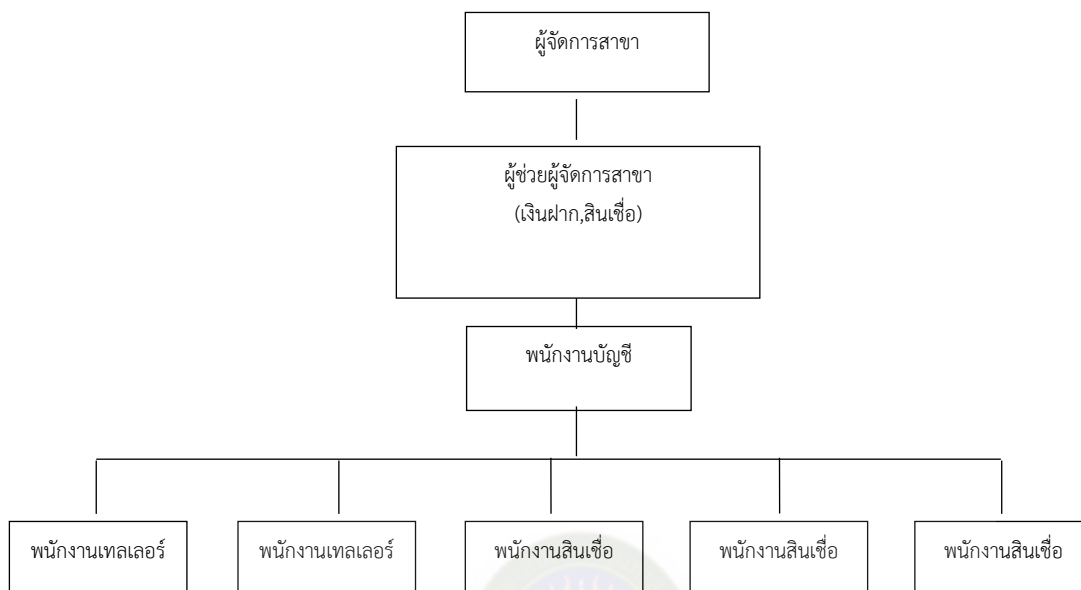 ผู้จัดการสาขา
ผู้ช่วยผู้จัดการสาขา
(เงินฝาก,สินเชื่อ)
พนักงานบัญชี
พนักงานเทลเลอร์
พนักงานเทลเลอร์
พนักงานสินเชื่อ
พนักงานสินเชื่อ
พนักงานสินเชื่อ